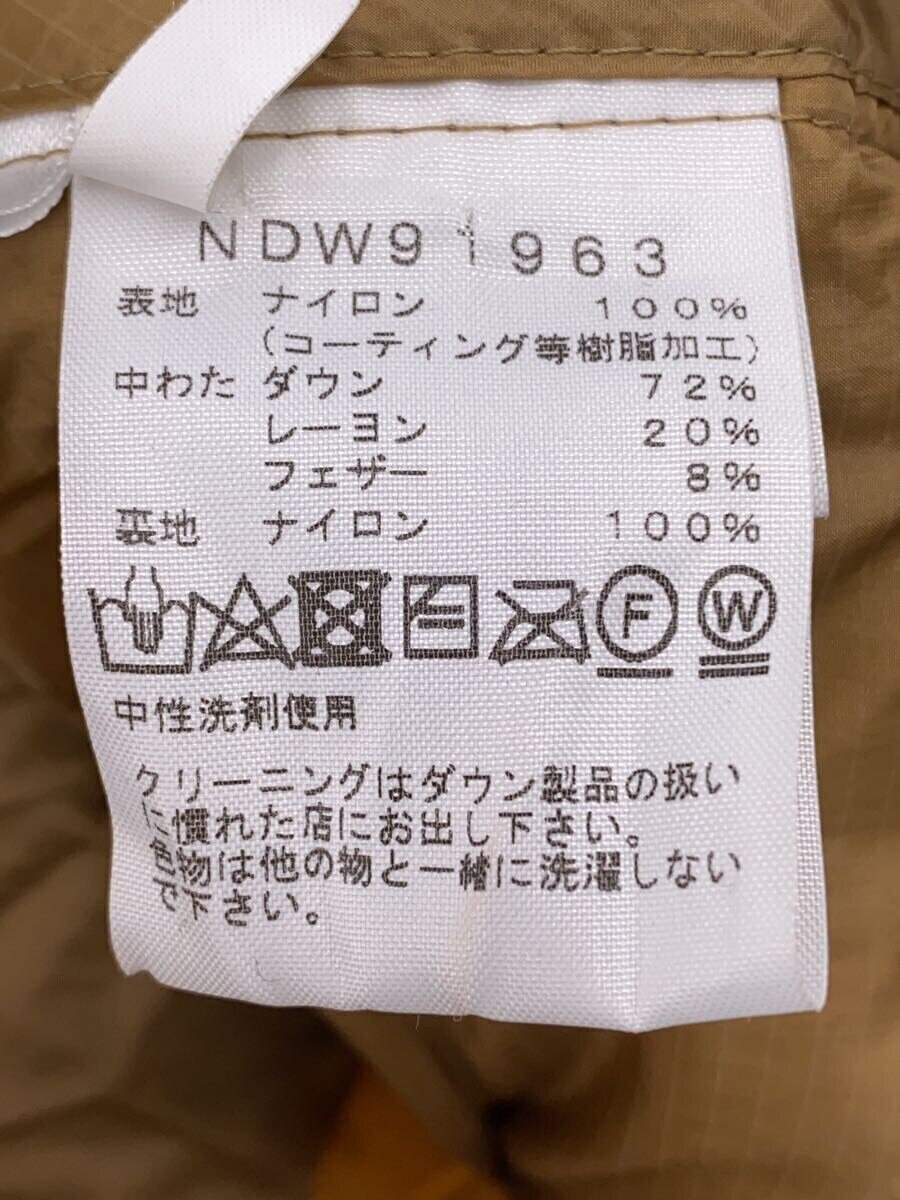 NDW91963
表地 ナイロン 100%
(コーティング等樹脂加工)
中わた ダウン 72%
レーヨン 20%
フェザー 8%
裏地 ナイロン 100%
F W
中性洗剤使用
クリーニングはダウン製品の扱い
に慣れた店にお出し下さい。
色物は他の物と一緒に洗濯しない
で下さい。